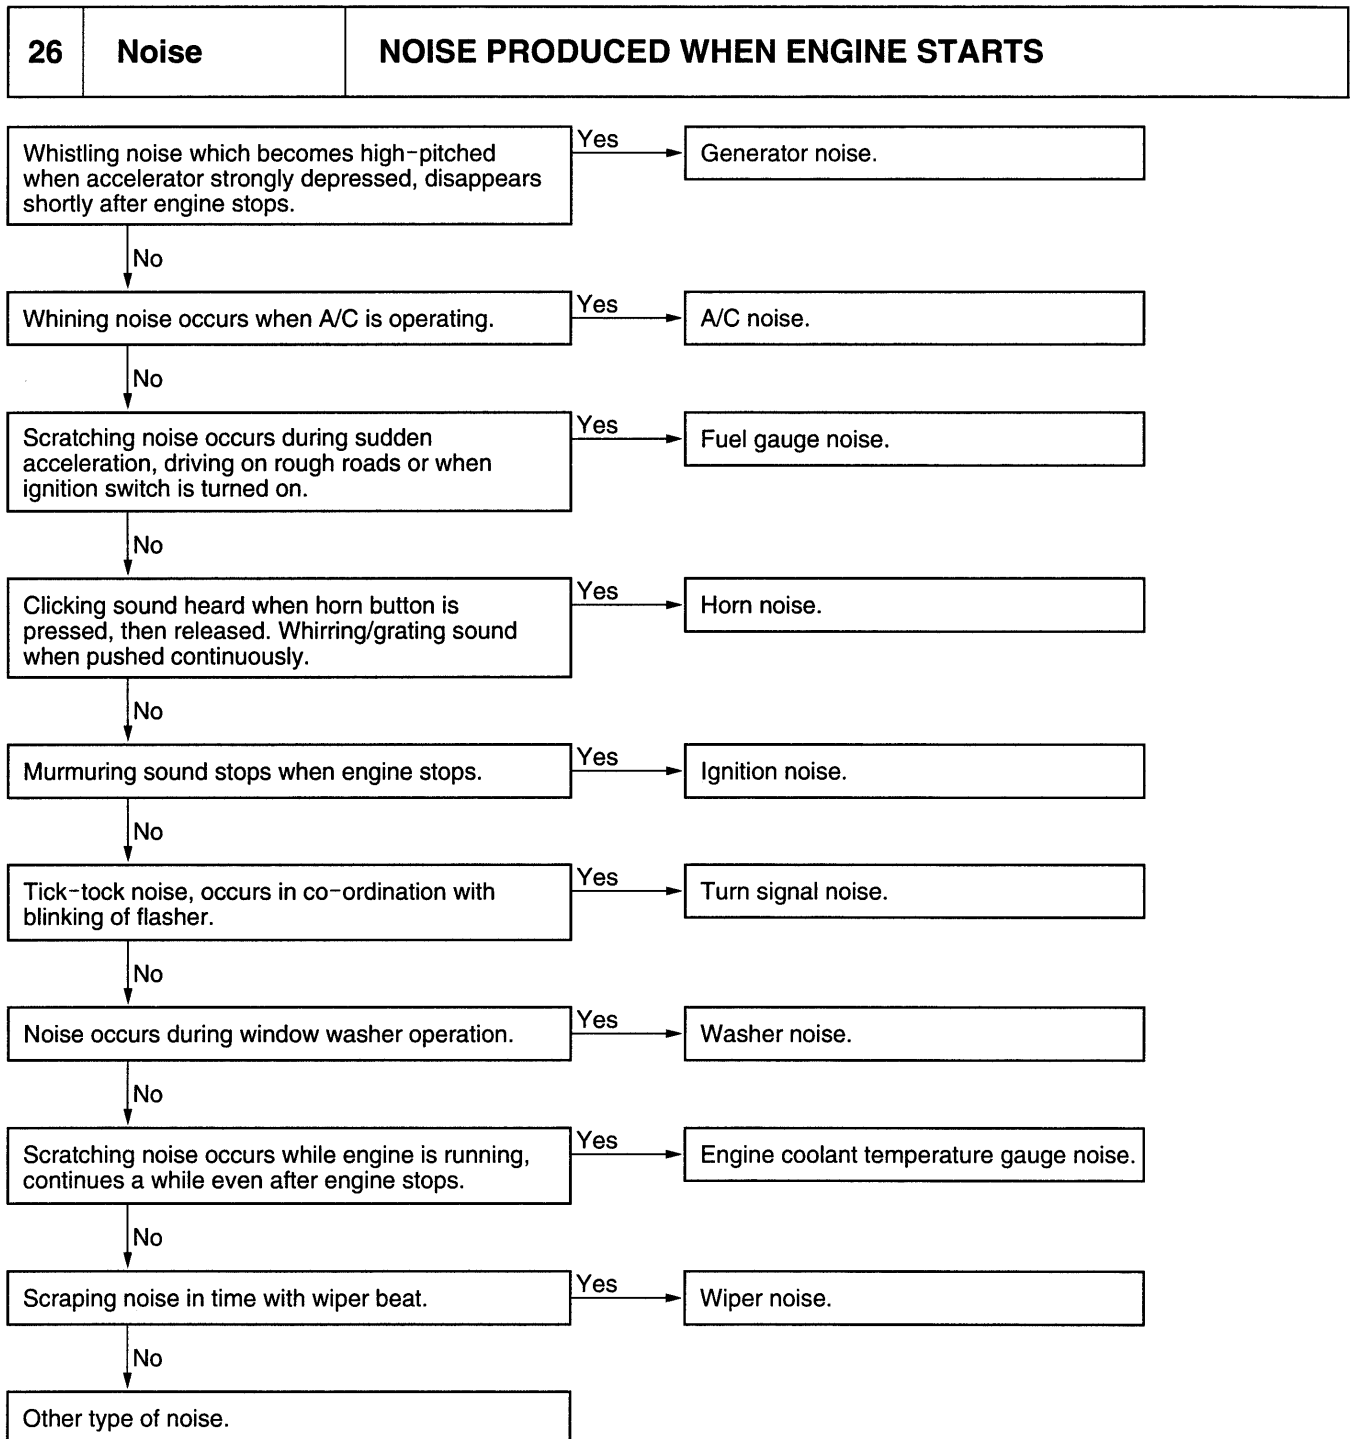 26 Noise NOISE PRODUCED WHEN ENGINE STARTS
Whistling noise which becomes high-pitched
when accelerator strongly depressed, disappears
shortly after engine stops.
Yes
Generator noise.
No
Whining noise occurs when A/C is operating.
Yes
A/C noise.
No
Scratching noise occurs during sudden
acceleration, driving on rough roads or when
ignition switch is turned on.
Yes
Fuel gauge noise.
No
Clicking sound heard when horn button is
pressed, then released. Whirring/grating sound
when pushed continuously.
Yes
Horn noise.
No
Murmuring sound stops when engine stops.
Yes
Ignition noise.
No
Tick-tock noise, occurs in co-ordination with
blinking of flasher.
Yes
Turn signal noise.
No
Noise occurs during window washer operation.
Yes
Washer noise.
No
Scratching noise occurs while engine is running,
continues a while even after engine stops.
Yes
Engine coolant temperature gauge noise.
No
Scraping noise in time with wiper beat.
Yes
Wiper noise.
No
Other type of noise.